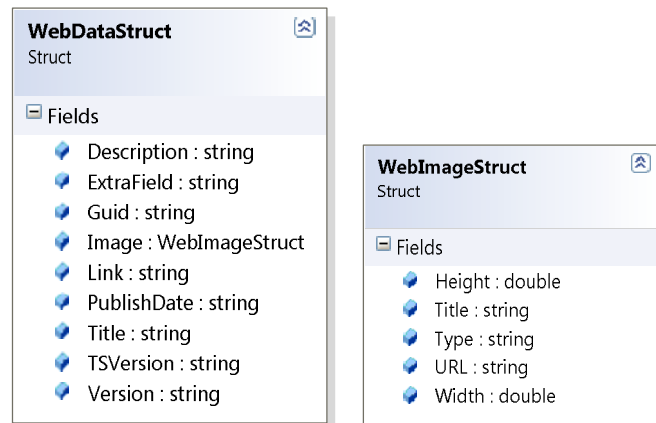 WebDataStruct
Struct
Fields
Description : string
ExtraField : string
Guid : string
Image : WebImageStruct
Link : string
PublishDate : string
Title : string
TSVersion : string
Version : string
WebImageStruct
Struct
Fields
Height : double
Title : string
Type : string
URL : string
Width : double